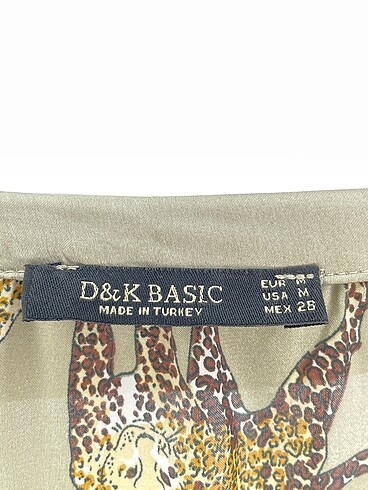 D&K BASIC
MADE IN TURKEY
EUR M
USA M
MEX 28